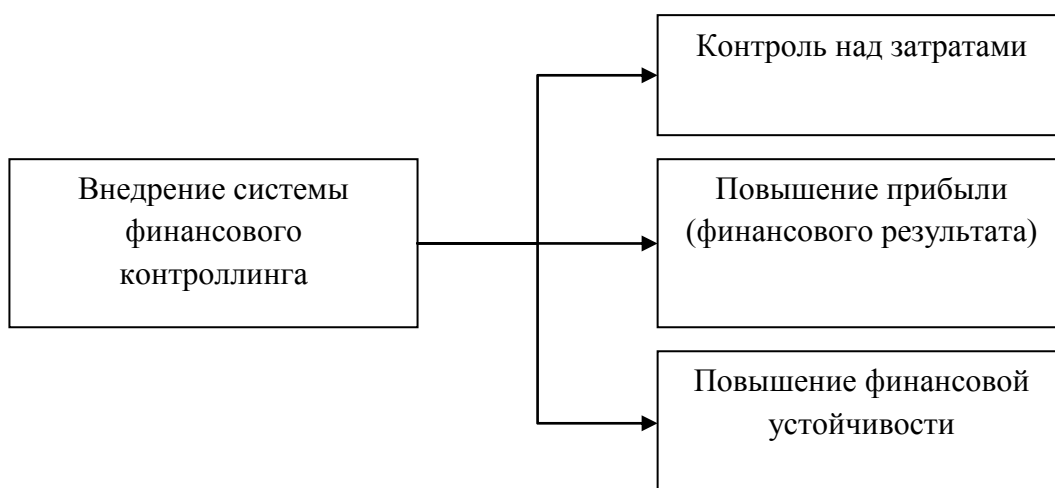 Контроль над затратами
Внедрение системы
финансового
контроллинга
Повышение прибыли
(финансового результата)
Повышение финансовой
устойчивости